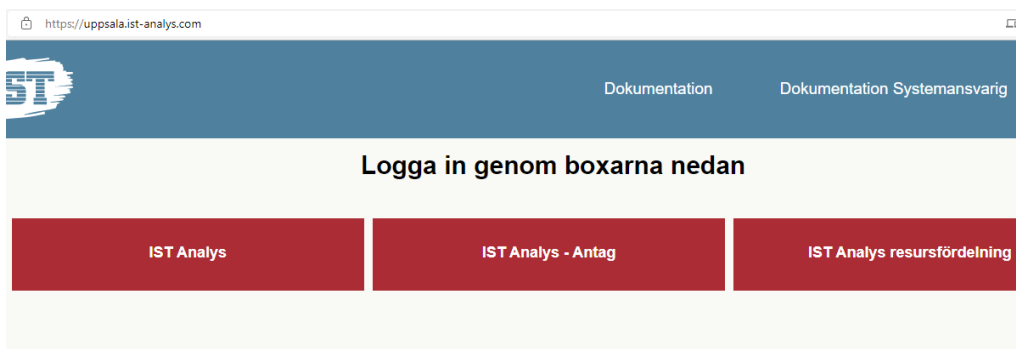 https://uppsala.ist-analys.com
IST
Dokumentation Dokumentation Systemansvarig
Logga in genom boxarna nedan
IST Analys IST Analys - Antag IST Analys resursfördelning